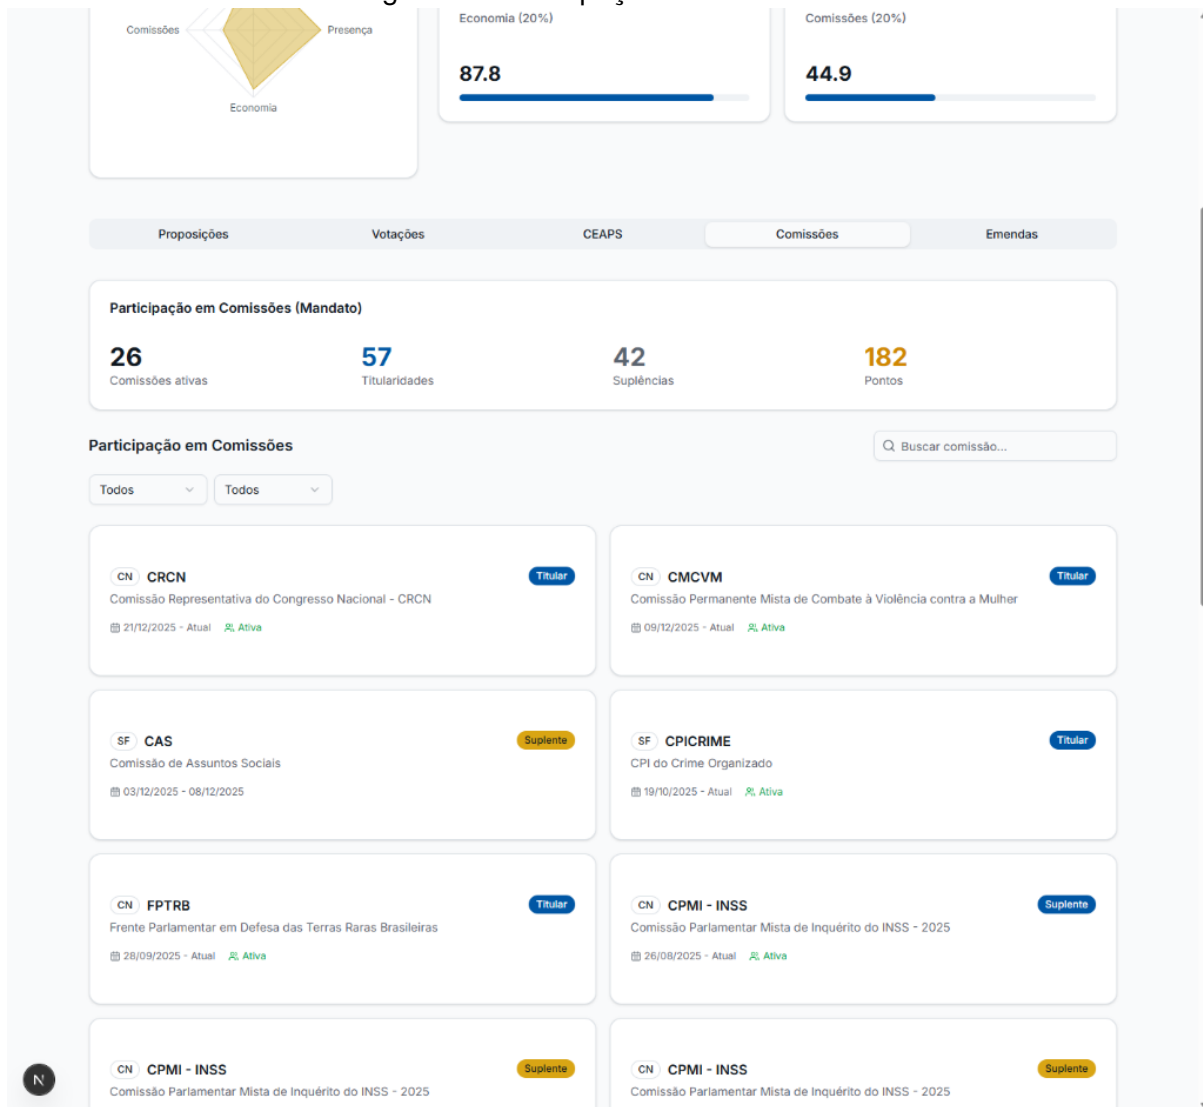 Comissões
Presença
Economia
Economia (20%)
87.8
Comissões (20%)
44.9
Proposições
Votações
CEAPS
Comissões
Emendas
Participação em Comissões (Mandato)
26
Comissões ativas
57
Titularidades
42
Suplências
182
Pontos
Participação em Comissões
Buscar comissão...
Todos
Todos
CN CRCN
Titular
Comissão Representativa do Congresso Nacional - CRCN
21/12/2025 - Atual Ativa
CN CMCVM
Titular
Comissão Permanente Mista de Combate à Violência contra a Mulher
09/12/2025 - Atual Ativa
SF CAS
Suplente
Comissão de Assuntos Sociais
03/12/2025 - 08/12/2025
SF CPICRIME
Titular
CPI do Crime Organizado
19/10/2025 - Atual Ativa
CN FPTRB
Titular
Frente Parlamentar em Defesa das Terras Raras Brasileiras
28/09/2025 - Atual Ativa
CN CPMI - INSS
Suplente
Comissão Parlamentar Mista de Inquérito do INSS - 2025
26/08/2025 - Atual Ativa
CN CPMI - INSS
Suplente
Comissão Parlamentar Mista de Inquérito do INSS - 2025
CN CPMI - INSS
Suplente
Comissão Parlamentar Mista de Inquérito do INSS - 2025
N